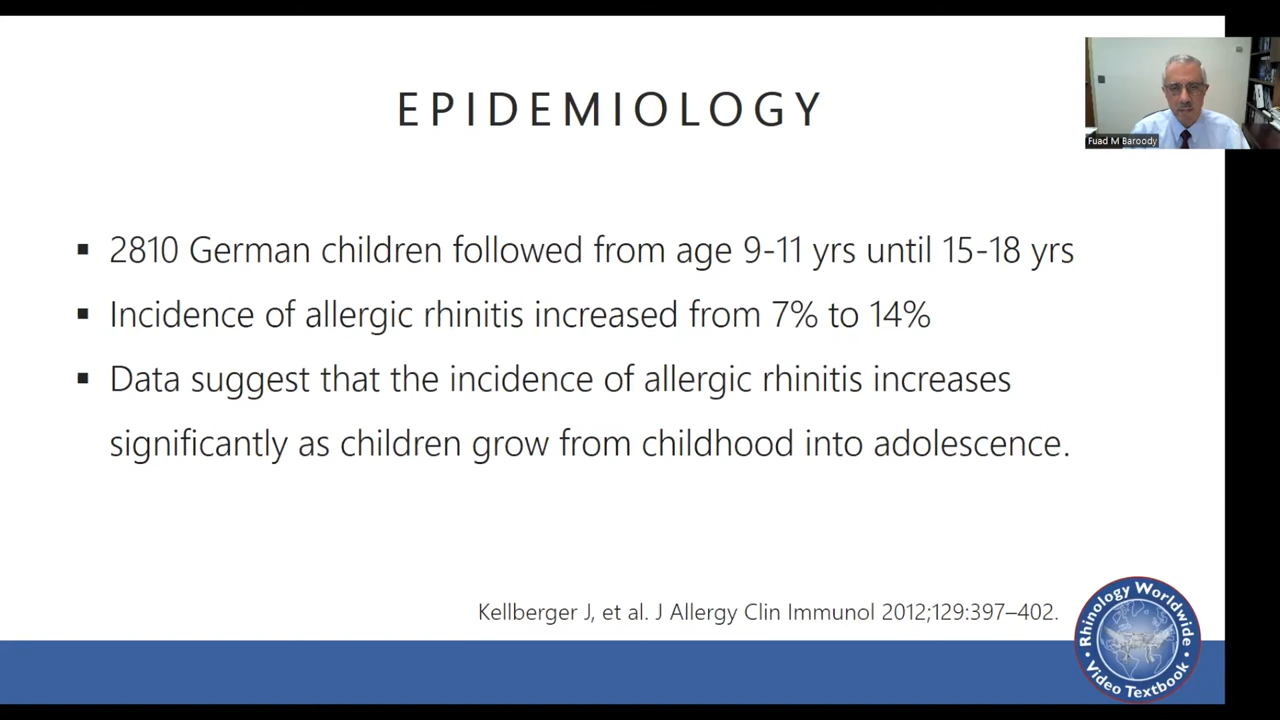 EPIDEMIOLOGY
Fuad M Baroody
▪ 2810 German children followed from age 9-11 yrs until 15-18 yrs
▪ Incidence of allergic rhinitis increased from 7% to 14%
▪ Data suggest that the incidence of allergic rhinitis increases
significantly as children grow from childhood into adolescence.
Kellberger J, et al. J Allergy Clin Immunol 2012;129:397–402.
Rhinology Worldwide
• Video Textbook •